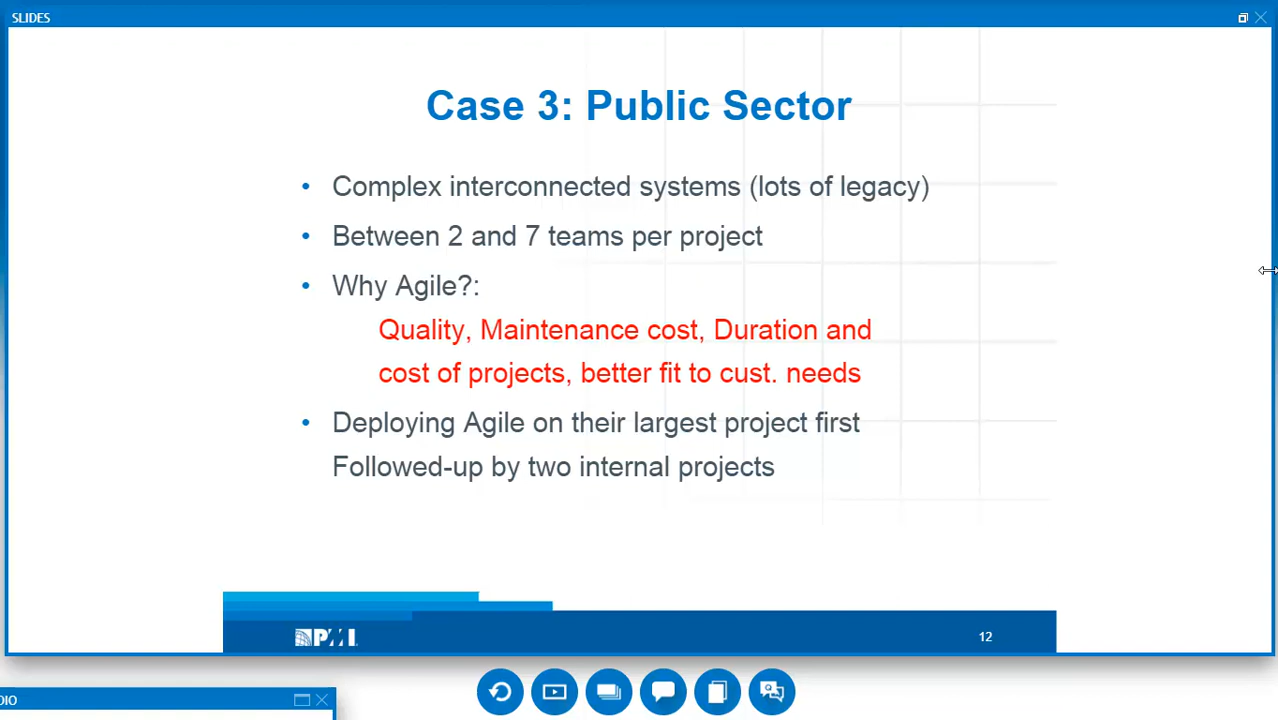 SLIDES
Case 3: Public Sector
• Complex interconnected systems (lots of legacy)
• Between 2 and 7 teams per project
• Why Agile?:
Quality, Maintenance cost, Duration and
cost of projects, better fit to cust. needs
• Deploying Agile on their largest project first
Followed-up by two internal projects
PMI
12
DIO